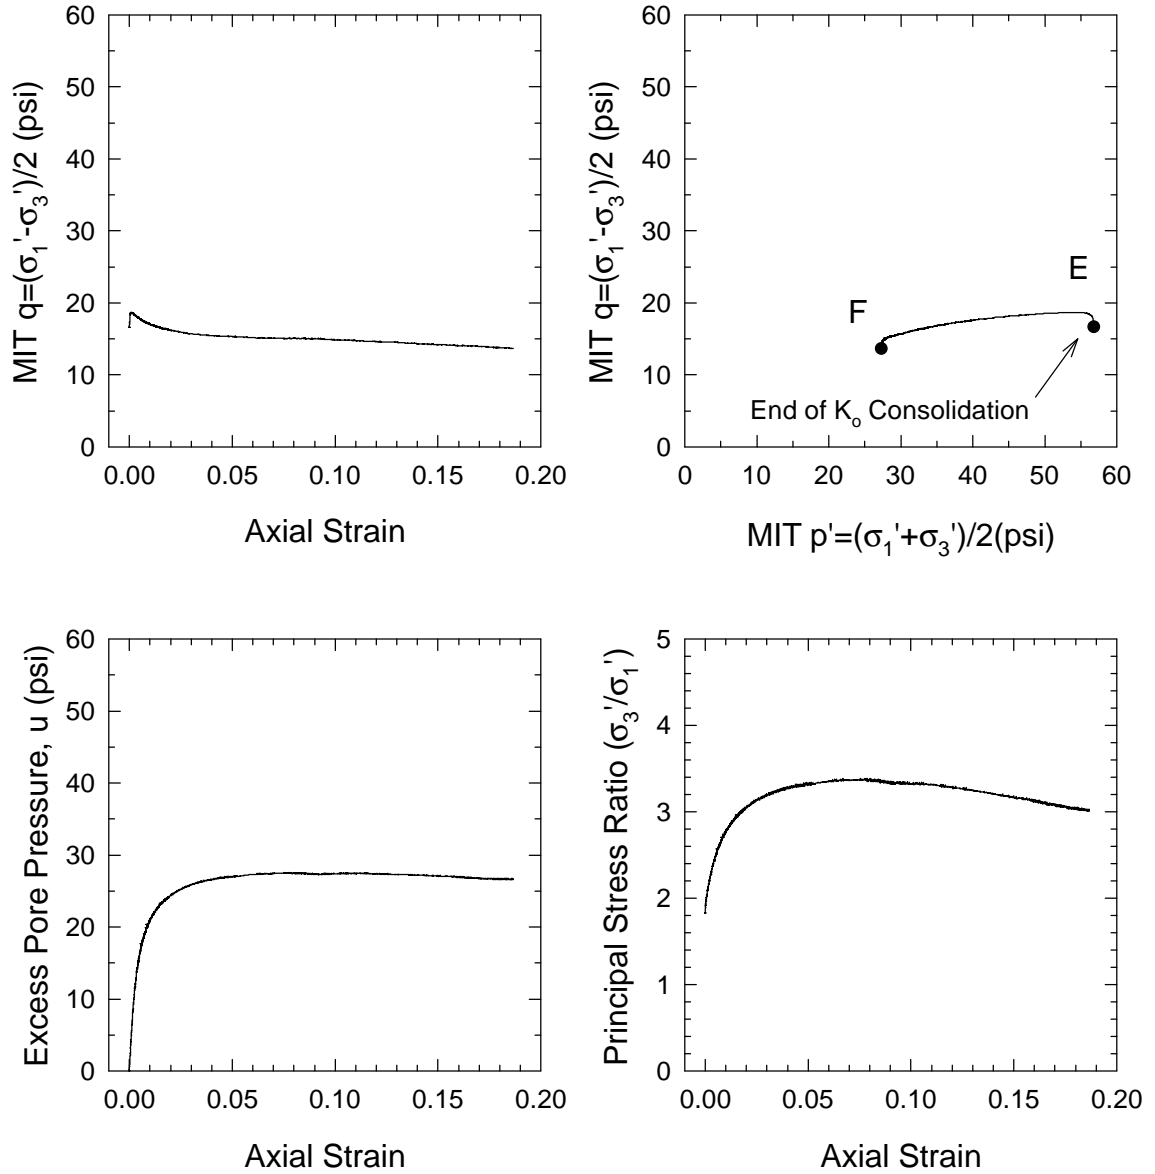 MIT q=(σ₁'-σ₃')/2 (psi)
60
50
40
30
20
10
0
0.00 0.05 0.10 0.15 0.20
Axial Strain
MIT q=(σ₁'-σ₃')/2 (psi)
60
50
40
30
20
10
0
E
F
End of Kₒ Consolidation
0 10 20 30 40 50 60
MIT p'=(σ₁'+σ₃')/2(psi)
Excess Pore Pressure, u (psi)
60
50
40
30
20
10
0
0.00 0.05 0.10 0.15 0.20
Axial Strain
Principal Stress Ratio (σ₃'/σ₁')
5
4
3
2
1
0
0.00 0.05 0.10 0.15 0.20
Axial Strain